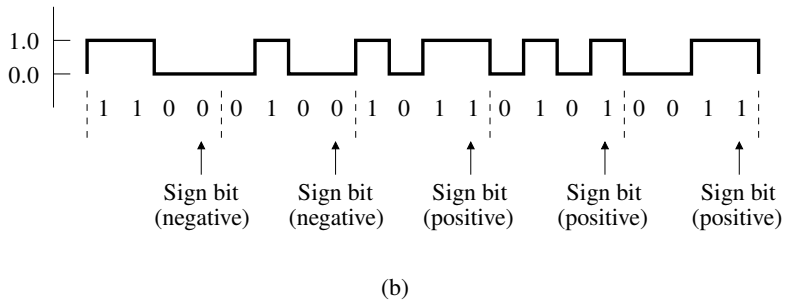 1.0
0.0
1 1 0 0 0 1 0 0 1 0 1 1 0 1 0 1 0 0 1 1
Sign bit Sign bit Sign bit Sign bit Sign bit
(negative) (negative) (positive) (positive) (positive)
(b)